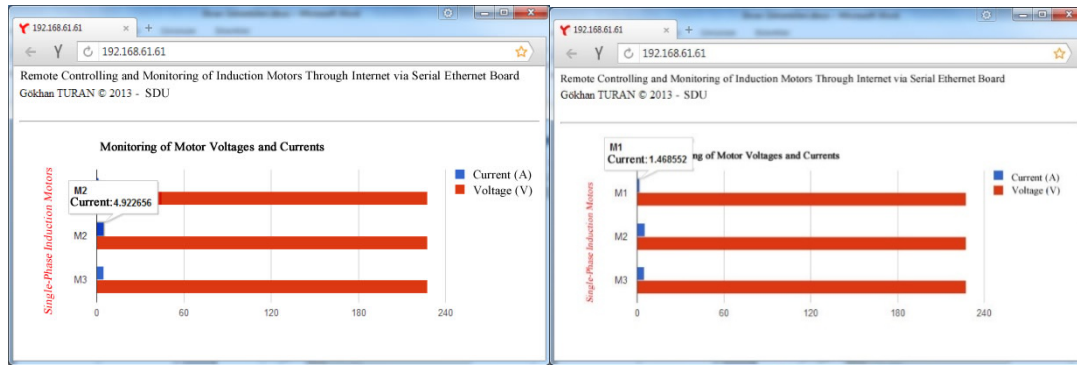 192.168.61.61
192.168.61.61
Remote Controlling and Monitoring of Induction Motors Through Internet via Serial Ethernet Board
Gökhan TURAN © 2013 - SDU
Monitoring of Motor Voltages and Currents
Single-Phase Induction Motors
M2
Current:4.922656
M2
M3
0
60
120
180
240
Current (A)
Voltage (V)
192.168.61.61
192.168.61.61
Remote Controlling and Monitoring of Induction Motors Through Internet via Serial Ethernet Board
Gökhan TURAN © 2013 - SDU
M1
Current:1.468552
ng of Motor Voltages and Currents
Single-Phase Induction Motors
M1
M2
M3
0
60
120
180
240
Current (A)
Voltage (V)